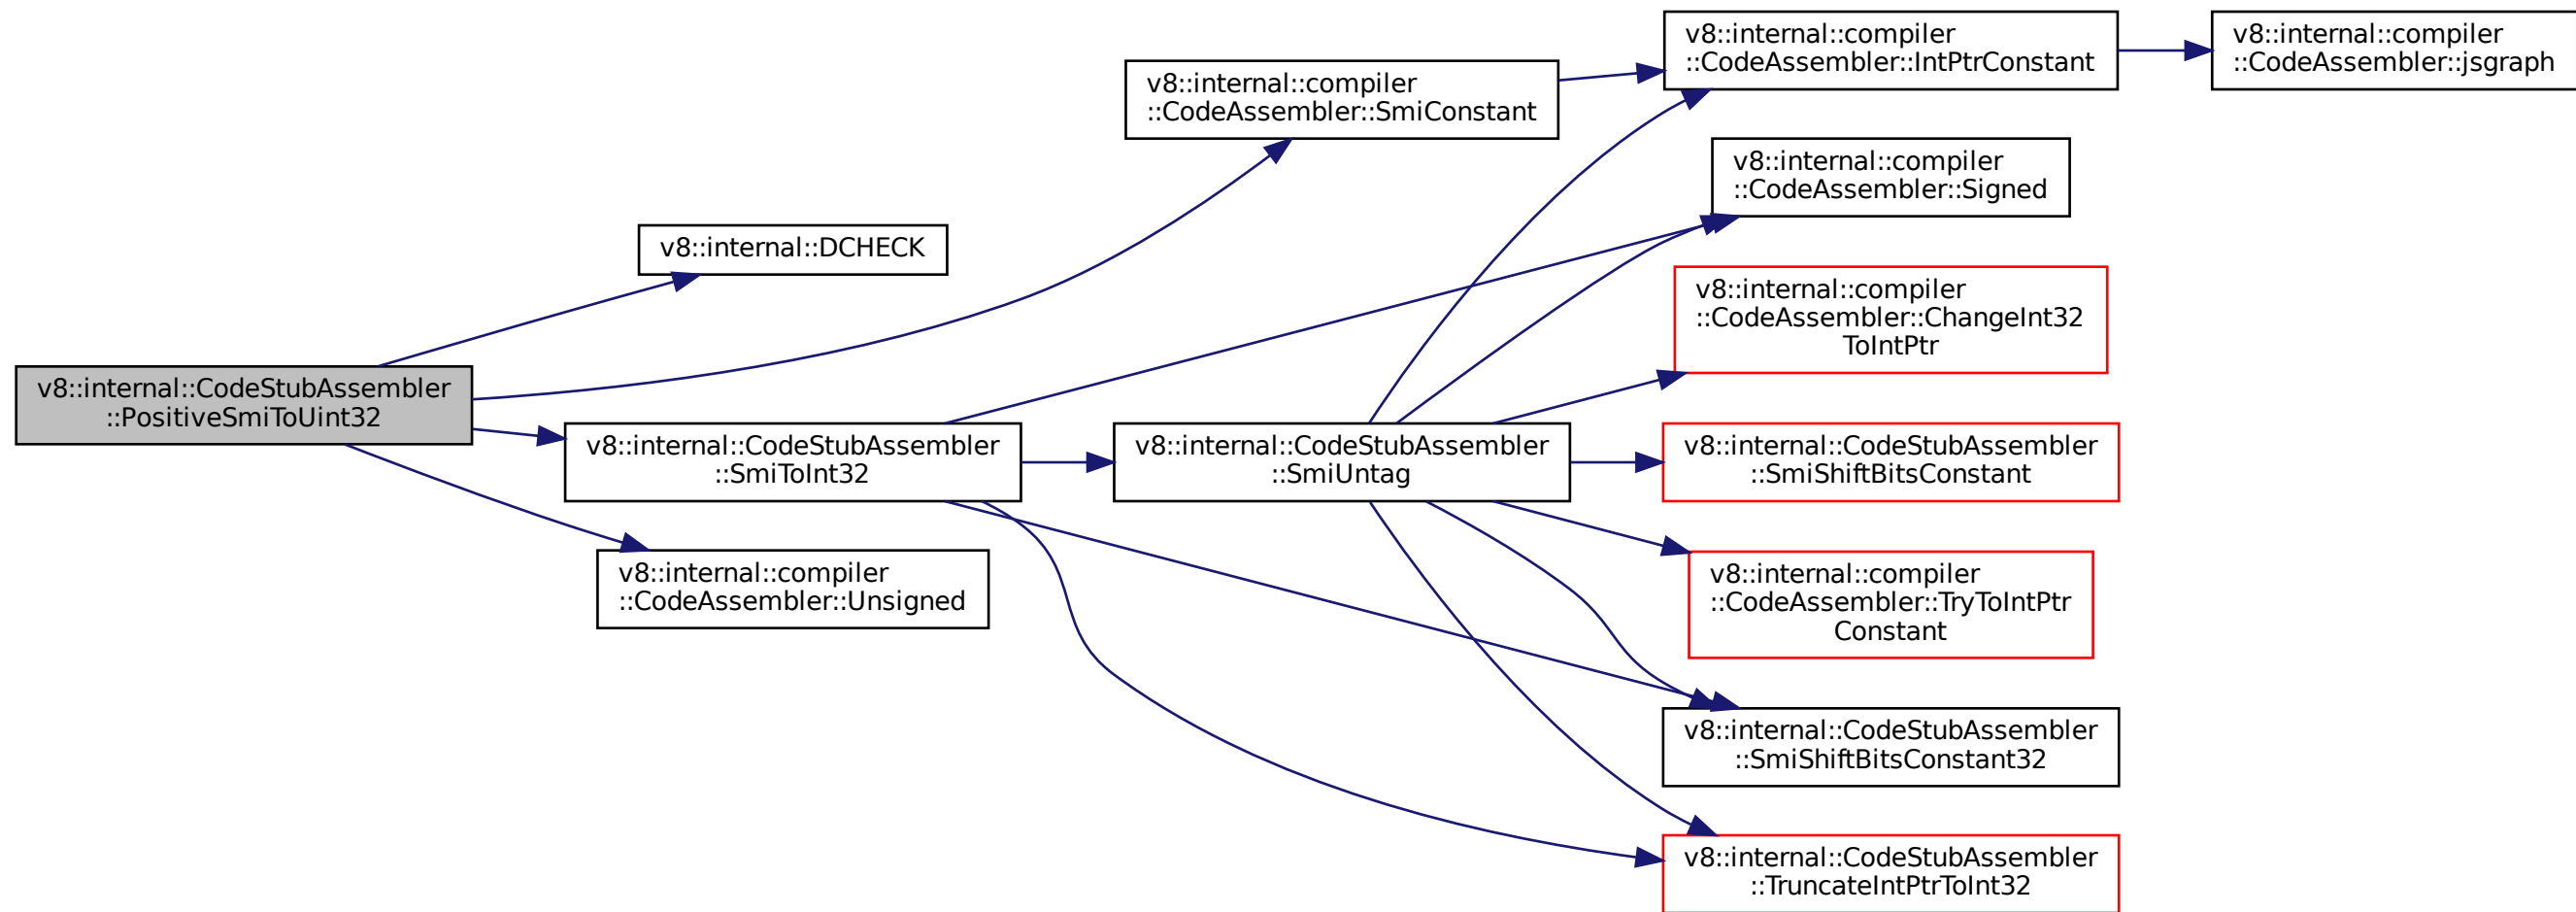 v8::internal::CodeStubAssembler
::PositiveSmiToUint32
v8::internal::DCHECK
v8::internal::compiler
::CodeAssembler::SmiConstant
v8::internal::compiler
::CodeAssembler::IntPtrConstant
v8::internal::compiler
::CodeAssembler::jsgraph
v8::internal::CodeStubAssembler
::SmiToInt32
v8::internal::compiler
::CodeAssembler::Signed
v8::internal::CodeStubAssembler
::SmiUntag
v8::internal::compiler
::CodeAssembler::ChangeInt32
ToIntPtr
v8::internal::CodeStubAssembler
::SmiShiftBitsConstant
v8::internal::compiler
::CodeAssembler::TryToIntPtr
Constant
v8::internal::CodeStubAssembler
::SmiShiftBitsConstant32
v8::internal::CodeStubAssembler
::TruncateIntPtrToInt32
v8::internal::compiler
::CodeAssembler::Unsigned